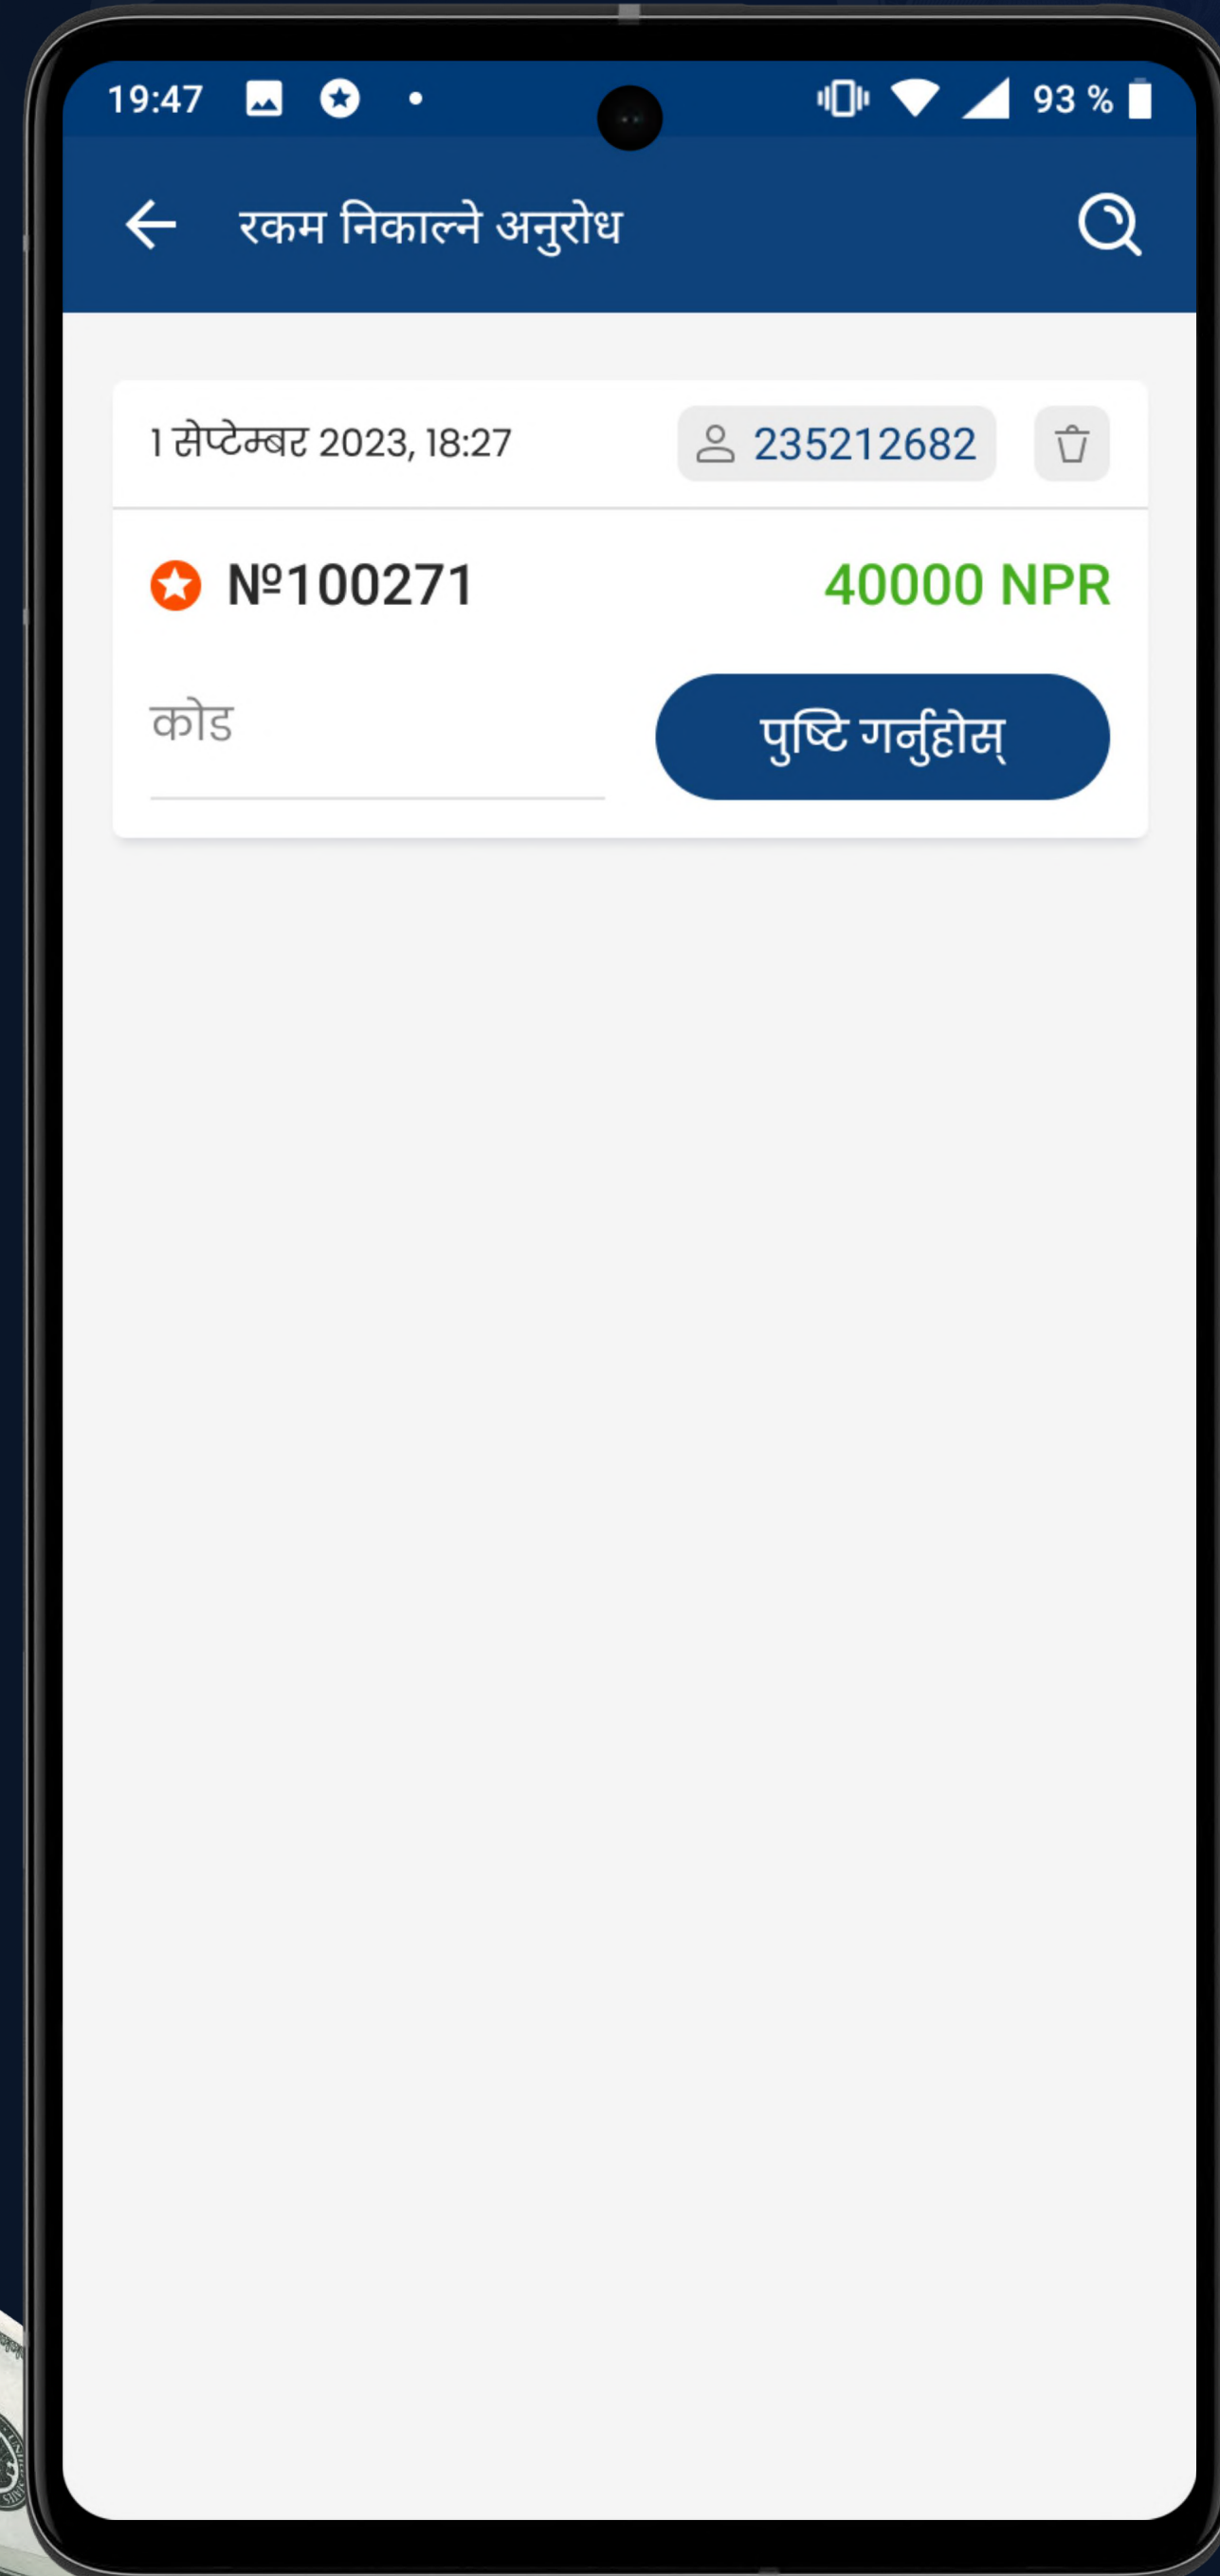 19:47 93 %
रकम निकाल्ने अनुरोध
1 सेप्टेम्बर 2023, 18:27 235212682
№100271 40000 NPR
कोड पुष्टि गर्नुहोस्